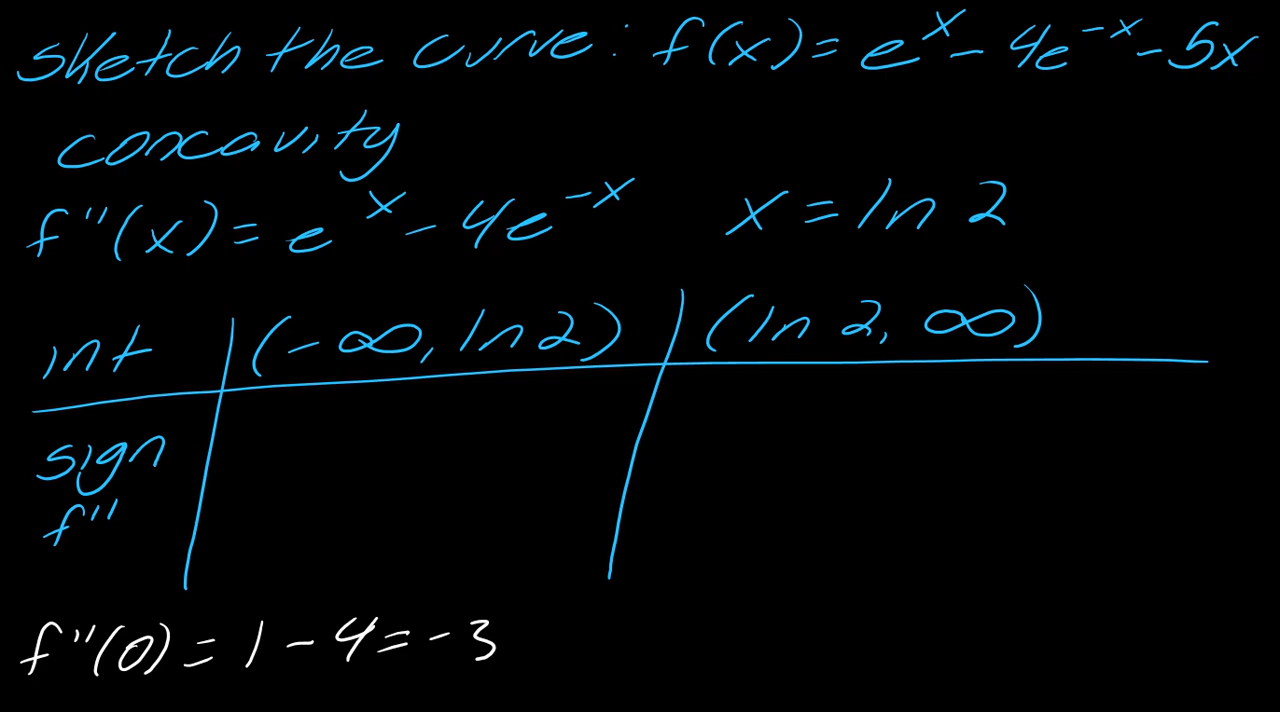 sketch the curve: f(x) = e^x - 4e^-x - 5x
concavity
f''(x) = e^x - 4e^-x x = ln 2
int (-∞, ln 2) (ln 2, ∞)
sign
f''
f''(0) = 1 - 4 = -3